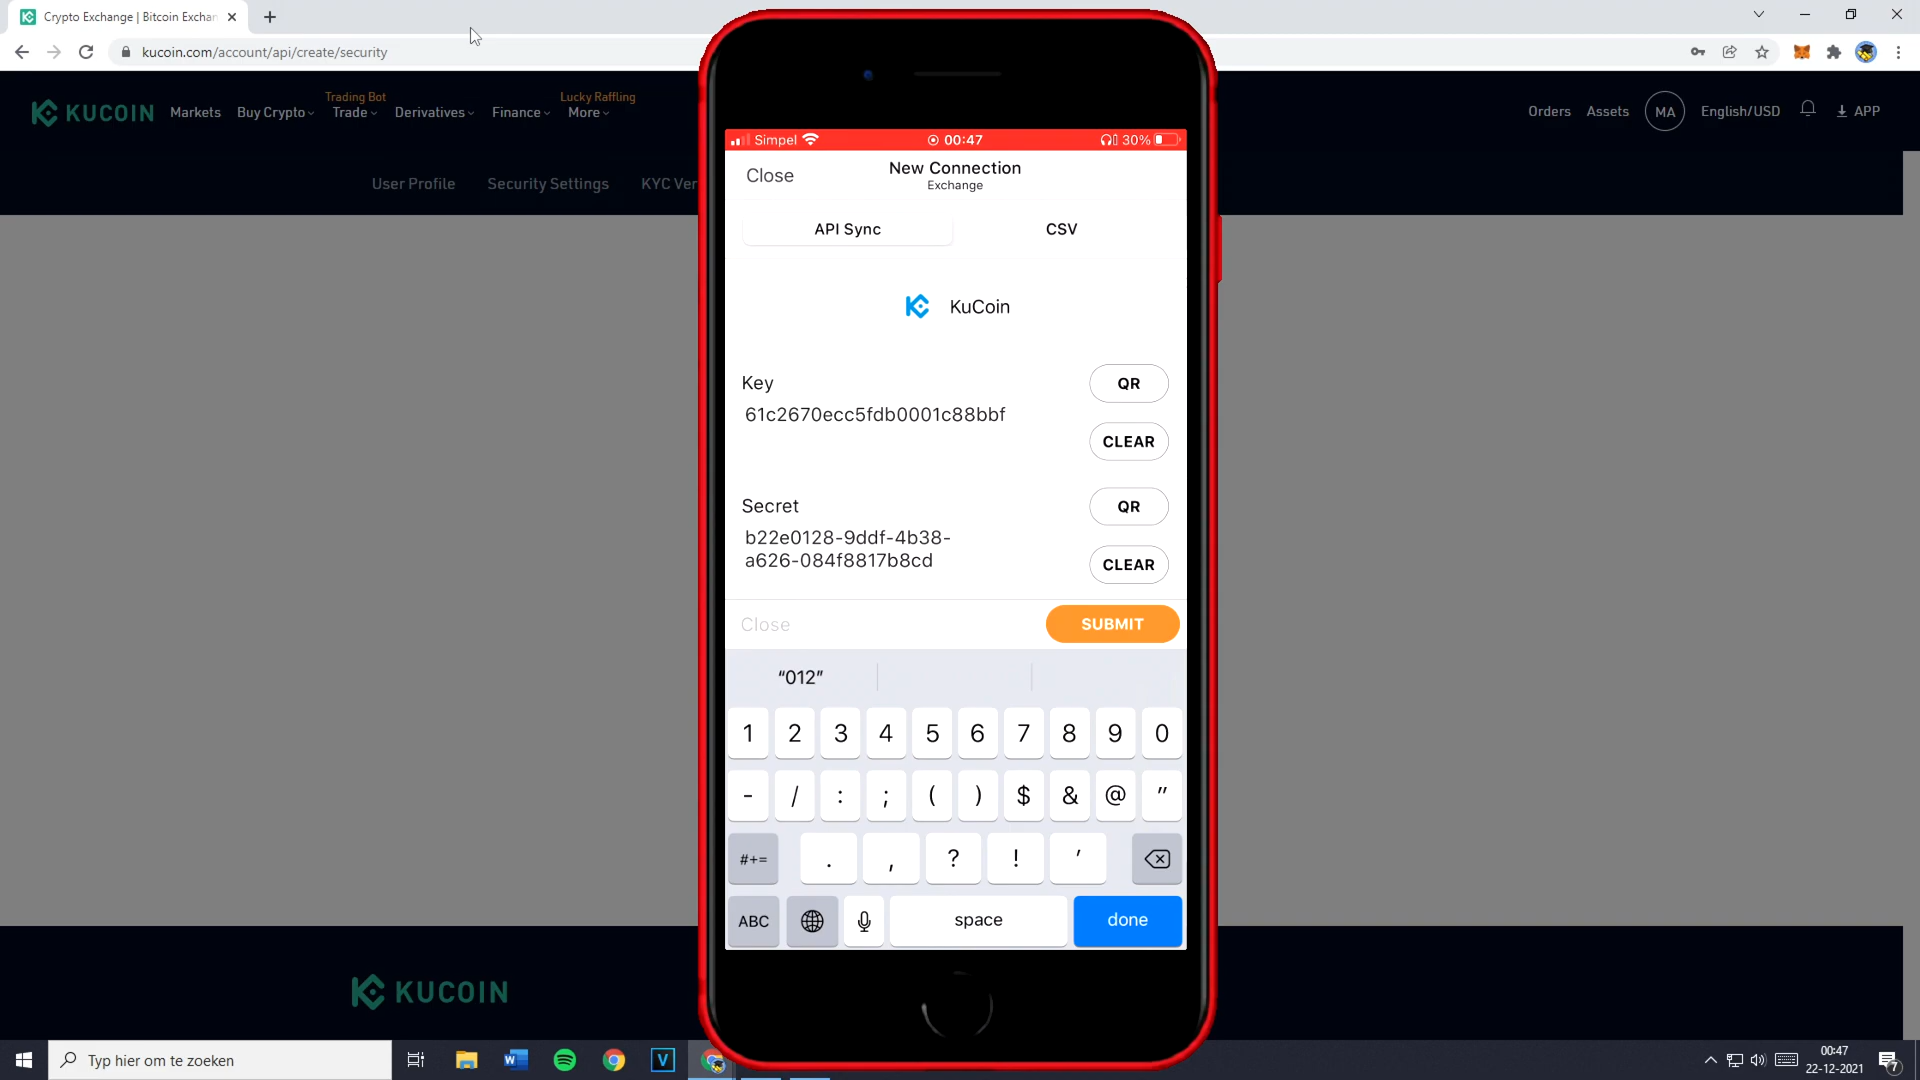 Crypto Exchange | Bitcoin Exchan
kucoin.com/account/api/create/security
KUCOIN
Markets
Buy Crypto
Trading Bot
Trade
Derivatives
Finance
Lucky Raffling
More
Orders
Assets
MA
English/USD
APP
User Profile
Security Settings
KYC Ver
Simpel
00:47
30%
Close
New Connection
Exchange
API Sync
CSV
KuCoin
Key
QR
61c2670ecc5fdb0001c88bbf
CLEAR
Secret
QR
b22e0128-9ddf-4b38-
a626-084f8817b8cd
CLEAR
Close
SUBMIT
“012”
1 2 3 4 5 6 7 8 9 0
- / : ; ( ) $ & @ ”
#+= . , ? ! ’
ABC
space
done
KUCOIN
Typ hier om te zoeken
00:47
22-12-2021
7